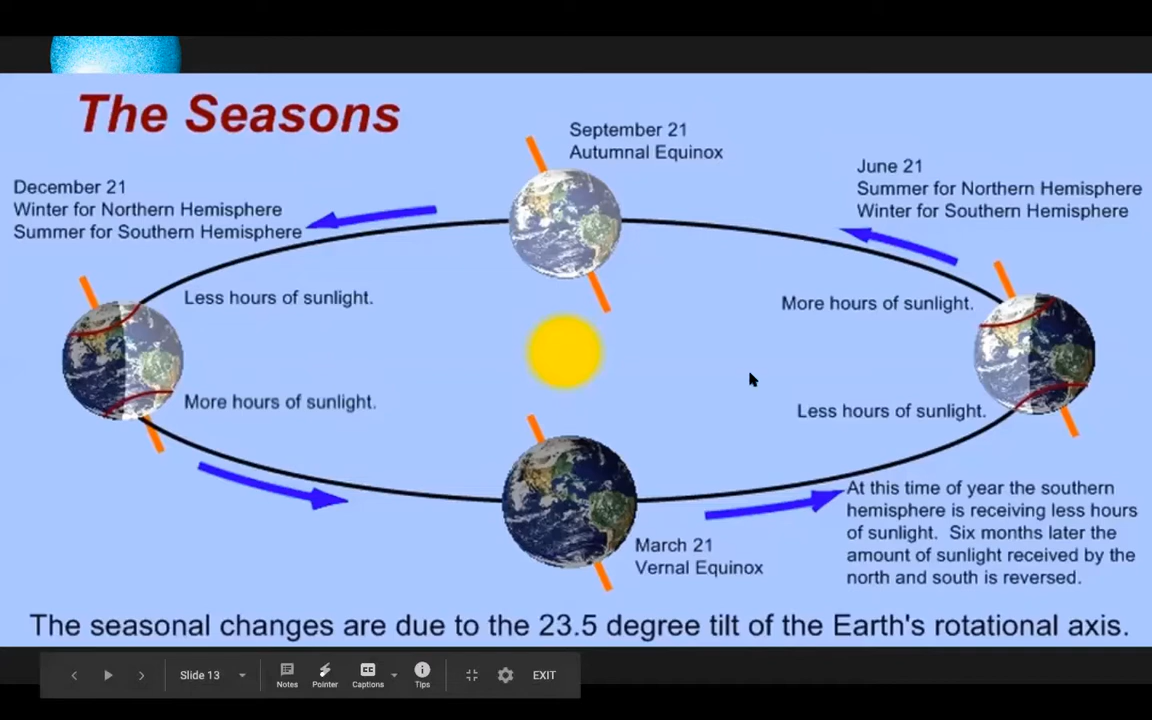 The Seasons
September 21
Autumnal Equinox
June 21
Summer for Northern Hemisphere
Winter for Southern Hemisphere
December 21
Winter for Northern Hemisphere
Summer for Southern Hemisphere
Less hours of sunlight.
More hours of sunlight.
More hours of sunlight.
Less hours of sunlight.
At this time of year the southern
hemisphere is receiving less hours
of sunlight. Six months later the
amount of sunlight received by the
north and south is reversed.
March 21
Vernal Equinox
The seasonal changes are due to the 23.5 degree tilt of the Earth's rotational axis.
Slide 13
Notes
Pointer
CC
Captions
Tips
EXIT